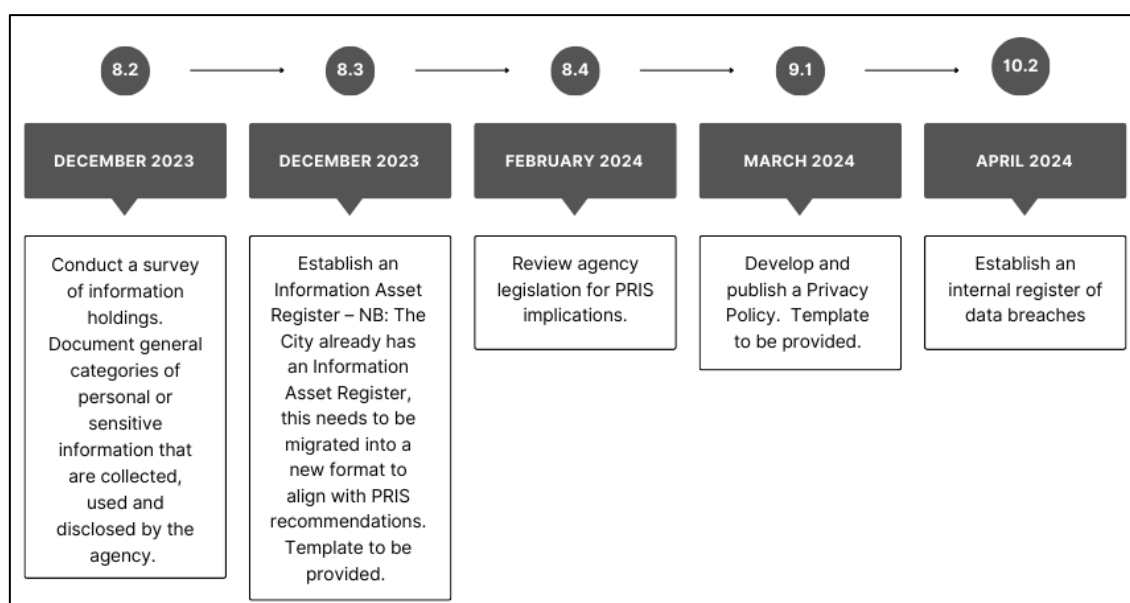 8.2
8.3
8.4
9.1
10.2
DECEMBER 2023
DECEMBER 2023
FEBRUARY 2024
MARCH 2024
APRIL 2024
Conduct a survey
of information
holdings.
Document general
categories of
personal or
sensitive
information that
are collected,
used and
disclosed by the
agency.
Establish an
Information Asset
Register – NB: The
City already has
an Information
Asset Register,
this needs to be
migrated into a
new format to
align with PRIS
recommendations.
Template to be
provided.
Review agency
legislation for PRIS
implications.
Develop and
publish a Privacy
Policy.  Template
to be provided.
Establish an
internal register of
data breaches